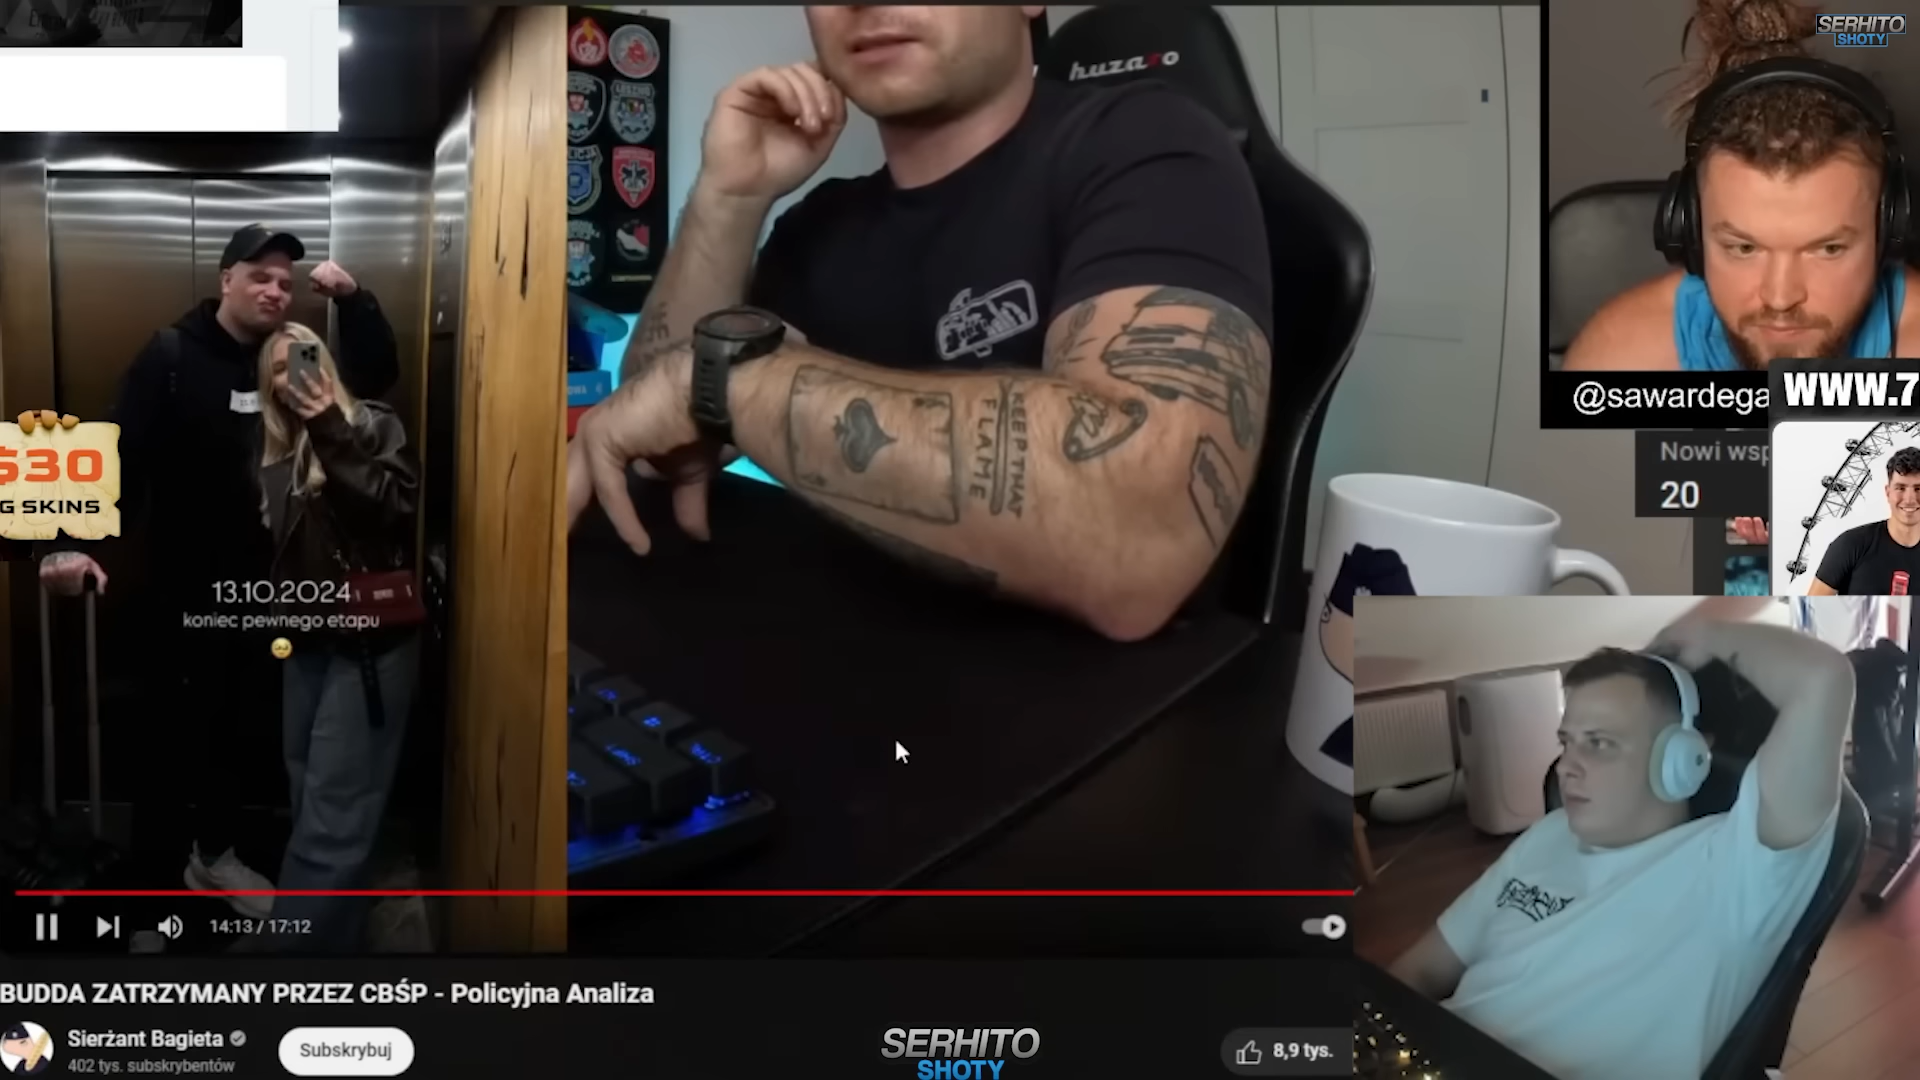 SERHITO
SHOTY
huzaro
@sawardega
WWW.7
Nowi wsp
20
$30
G SKINS
KEEP THAT
FLAME
13.10.2024
koniec pewnego etapu
14:13 / 17:12
BUDDA ZATRZYMANY PRZEZ CBŚP - Policyjna Analiza
Sierżant Bagieta
402 tys. subskrybentów
Subskrybuj
SERHITO
SHOTY
8,9 tys.